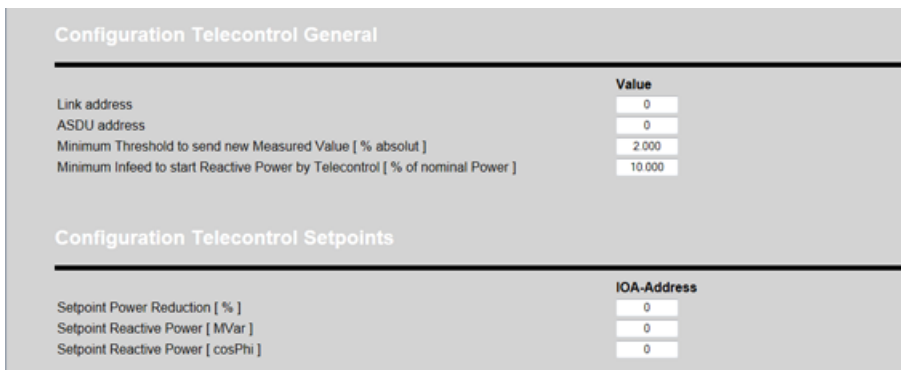 Configuration Telecontrol General
Value
Link address 0
ASDU address 0
Minimum Threshold to send new Measured Value [ % absolut ] 2.000
Minimum Infeed to start Reactive Power by Telecontrol [ % of nominal Power ] 10.000
Configuration Telecontrol Setpoints
IOA-Address
Setpoint Power Reduction [ % ] 0
Setpoint Reactive Power [ MVar ] 0
Setpoint Reactive Power [ cosPhi ] 0